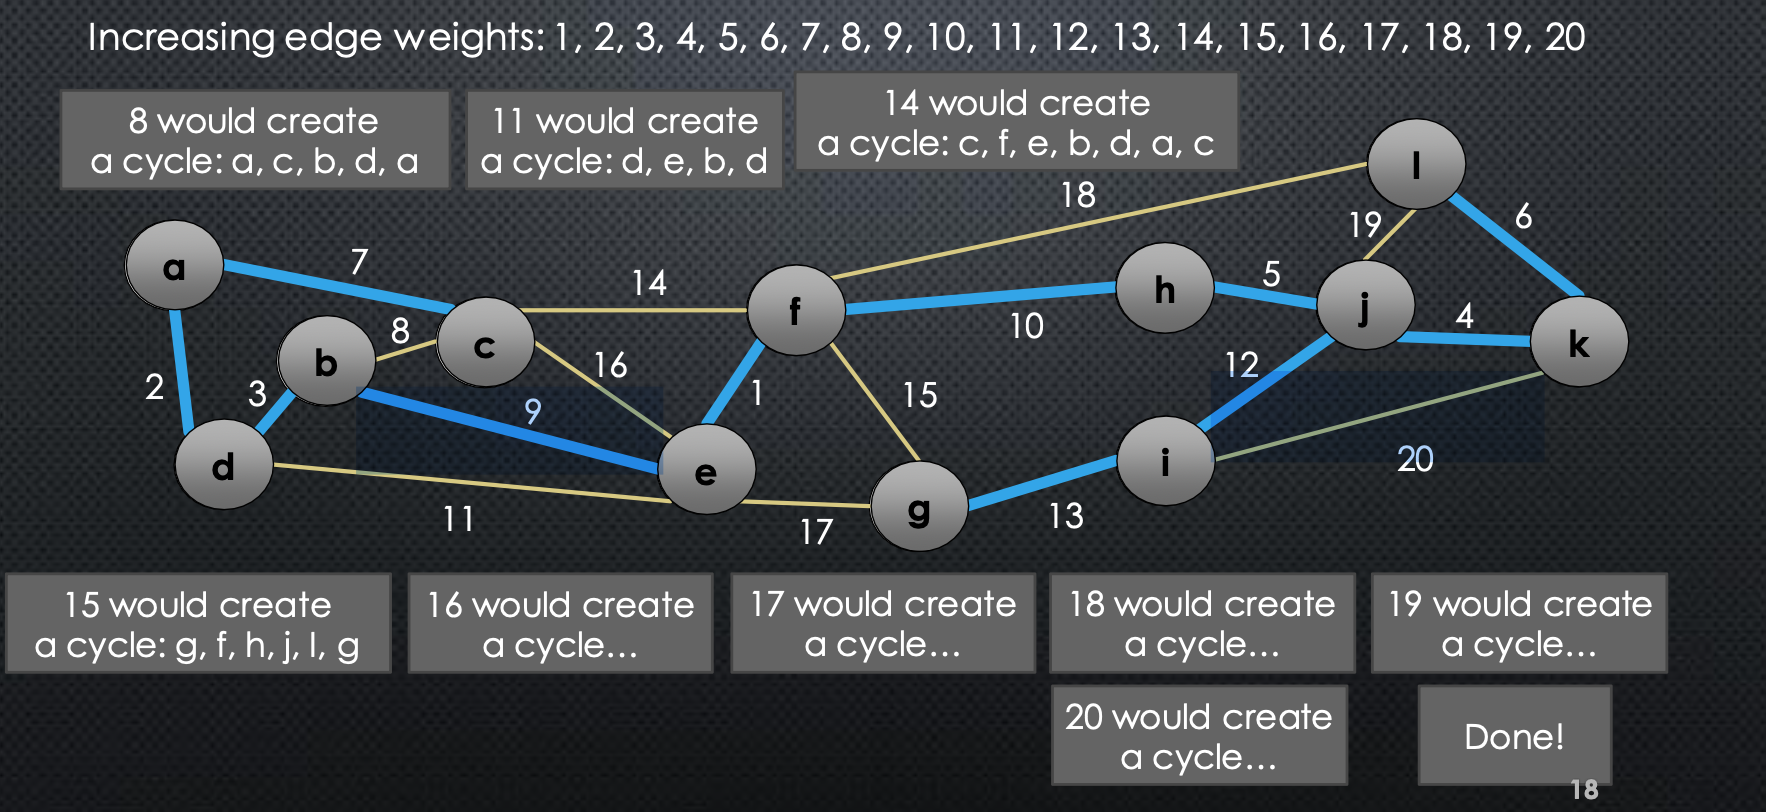 Increasing edge weights: 1, 2, 3, 4, 5, 6, 7, 8, 9, 10, 11, 12, 13, 14, 15, 16, 17, 18, 19, 20
8 would create
a cycle: a, c, b, d, a
11 would create
a cycle: d, e, b, d
14 would create
a cycle: c, f, e, b, d, a, c
18
l
19
6
a
7
14
f
h
5
j
4
k
b
8
c
10
2
3
9
16
1
15
12
d
e
i
20
11
17
g
13
15 would create
a cycle: g, f, h, j, I, g
16 would create
a cycle...
17 would create
a cycle...
18 would create
a cycle...
19 would create
a cycle...
20 would create
a cycle...
Done!
18